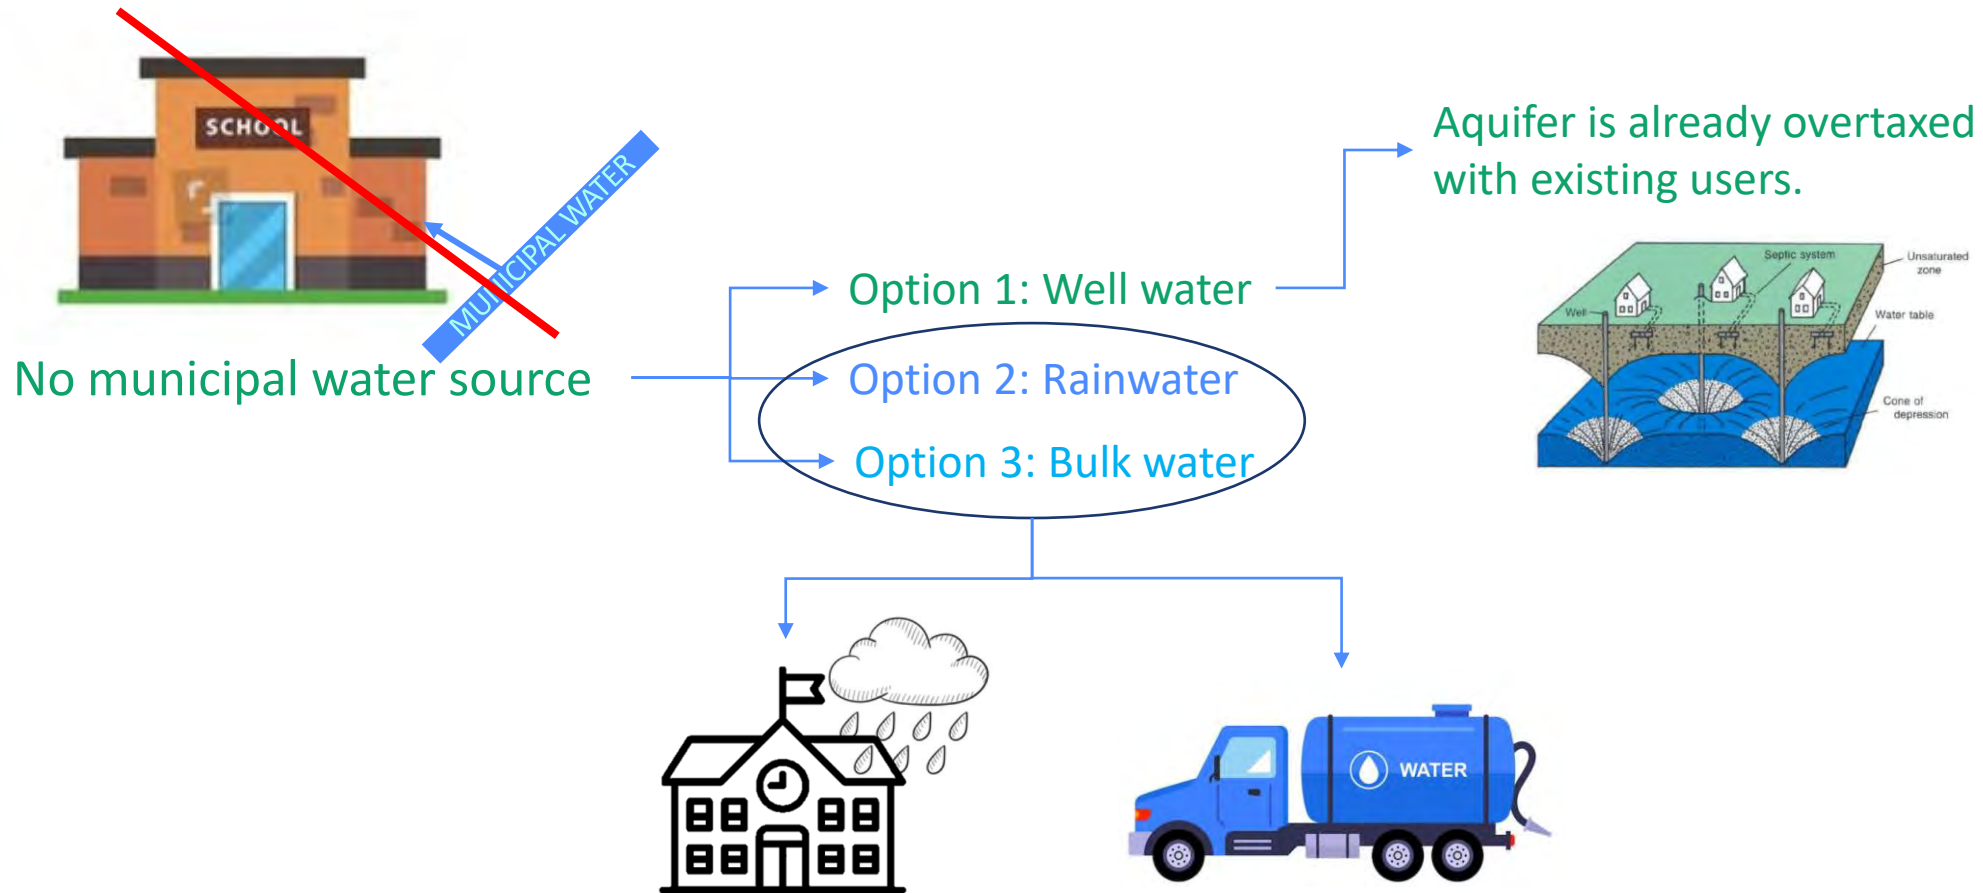 SCHOOL
MUNICIPAL WATER
No municipal water source
Option 1: Well water
Option 2: Rainwater
Option 3: Bulk water
Aquifer is already overtaxed
with existing users.
Septic system
Unsaturated
zone
Well
Water table
Cone of
depression
WATER